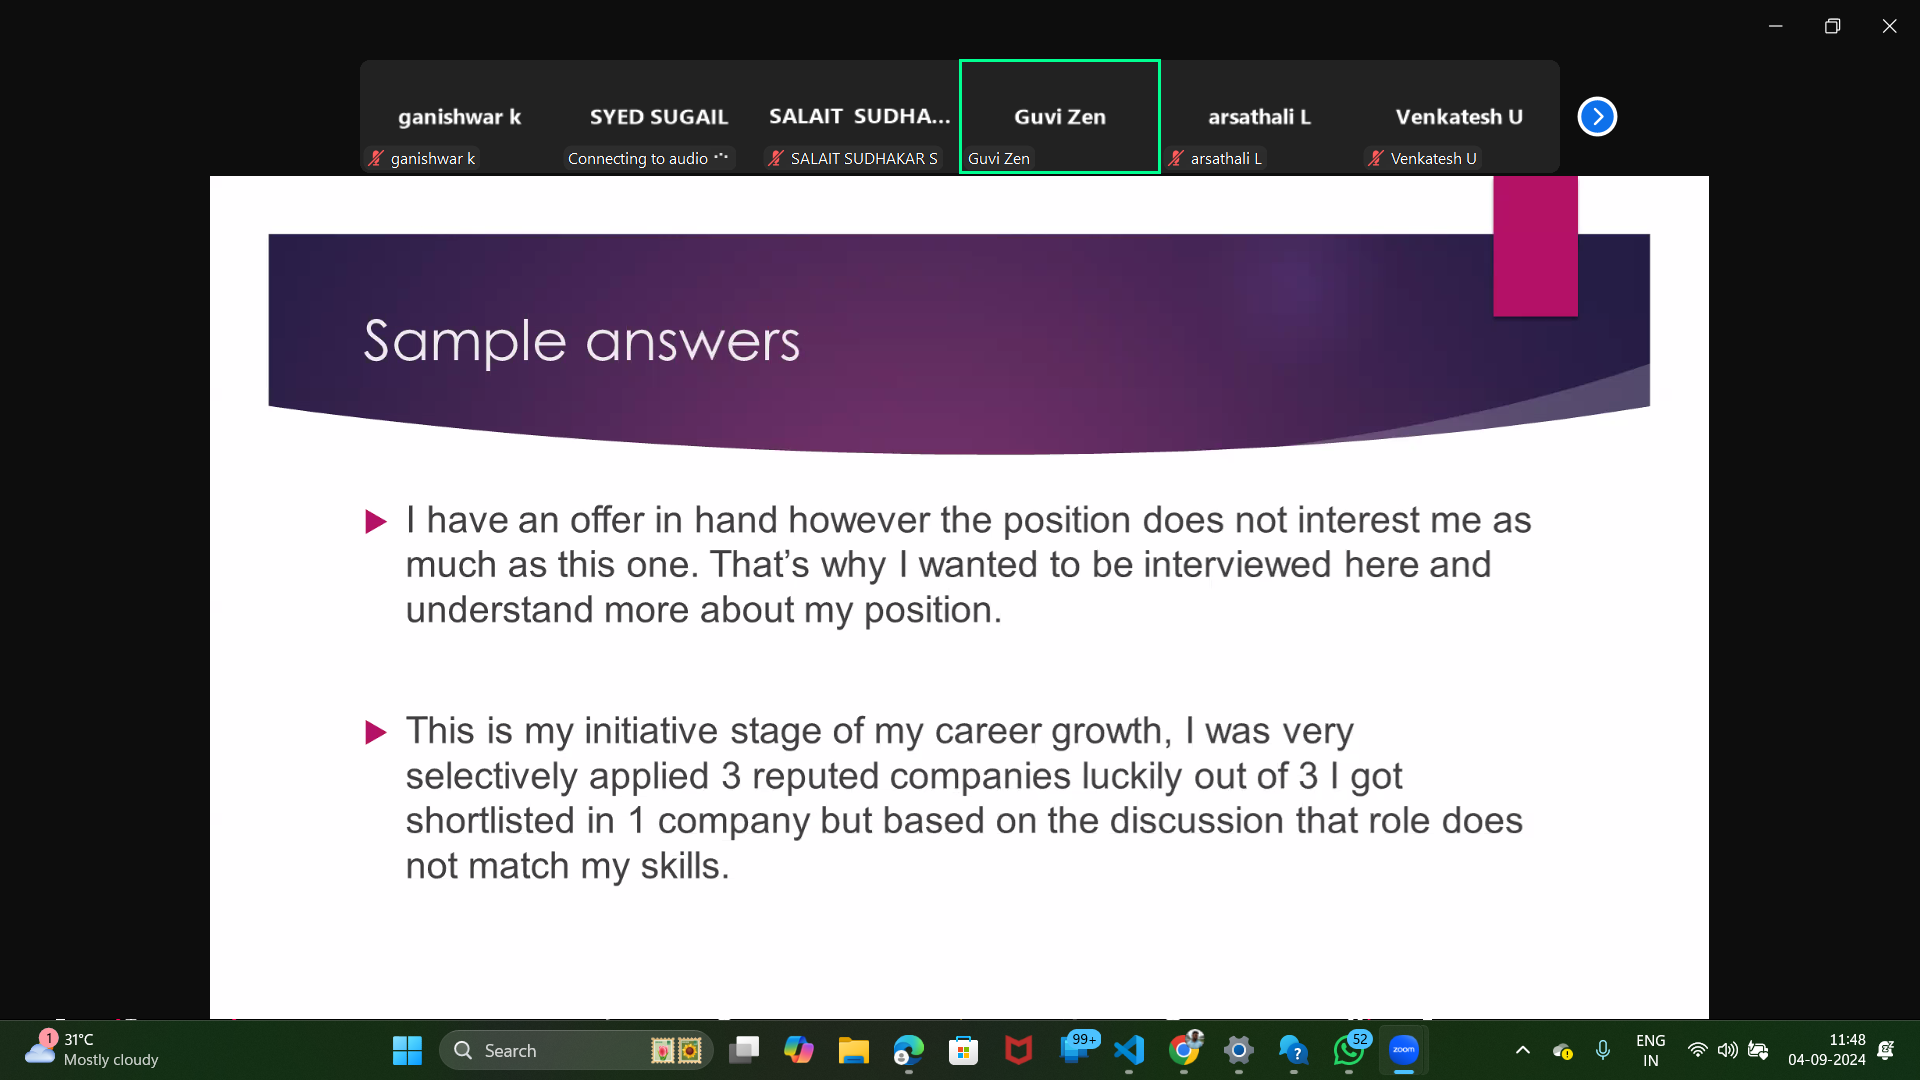 ganishwar k
SYED SUGAIL
SALAIT SUDHA...
Guvi Zen
arsathali L
Venkatesh U
ganishwar k
Connecting to audio
SALAIT SUDHAKAR S
Guvi Zen
arsathali L
Venkatesh U
Sample answers
I have an offer in hand however the position does not interest me as
much as this one. That’s why I wanted to be interviewed here and
understand more about my position.
This is my initiative stage of my career growth, I was very
selectively applied 3 reputed companies luckily out of 3 I got
shortlisted in 1 company but based on the discussion that role does
not match my skills.
1
31°C
Mostly cloudy
Search
99+
52
zoom
ENG
IN
11:48
04-09-2024